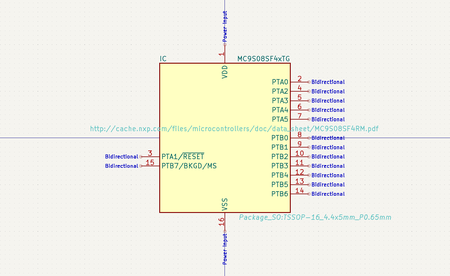 Power Input
1
IC
MC9S08SF4xTG
VDD
PTA0 2 Bidirectional
PTA2 4 Bidirectional
PTA3 5 Bidirectional
PTA4 6 Bidirectional
PTA5 7 Bidirectional
http://cache.nxp.com/files/microcontrollers/doc/data_sheet/MC9S08SF4RM.pdf
PTB0 8 Bidirectional
PTB1 9 Bidirectional
Bidirectional 3 PTA1/RESET PTB2 10 Bidirectional
Bidirectional 15 PTB7/BKGD/MS PTB3 11 Bidirectional
PTB4 12 Bidirectional
PTB5 13 Bidirectional
PTB6 14 Bidirectional
VSS
16
Package_SO:TSSOP-16_4.4x5mm_P0.65mm
Power Input